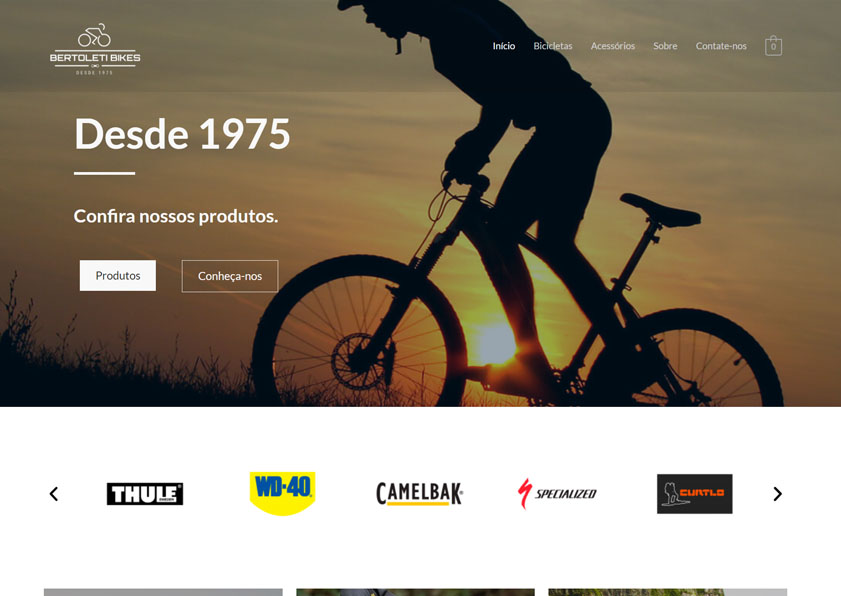 BERTOLETI BIKES
DESDE 1975
Início Bicicletas Acessórios Sobre Contate-nos 0
Desde 1975
Confira nossos produtos.
Produtos Conheça-nos
THULE WD-40 CAMELBAK SPECIALIZED CURTLO